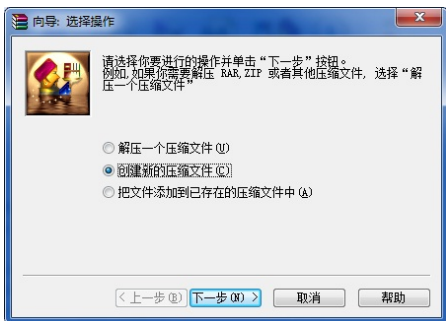 向导: 选择操作
请选择你要进行的操作并单击“下一步”按钮。
例如,如果你需要解压 RAR,ZIP 或者其他压缩文件, 选择“解
压一个压缩文件”
解压一个压缩文件(U)
创建新的压缩文件(C)
把文件添加到已存在的压缩文件中(A)
< 上一步(B) 下一步(N) > 取消 帮助